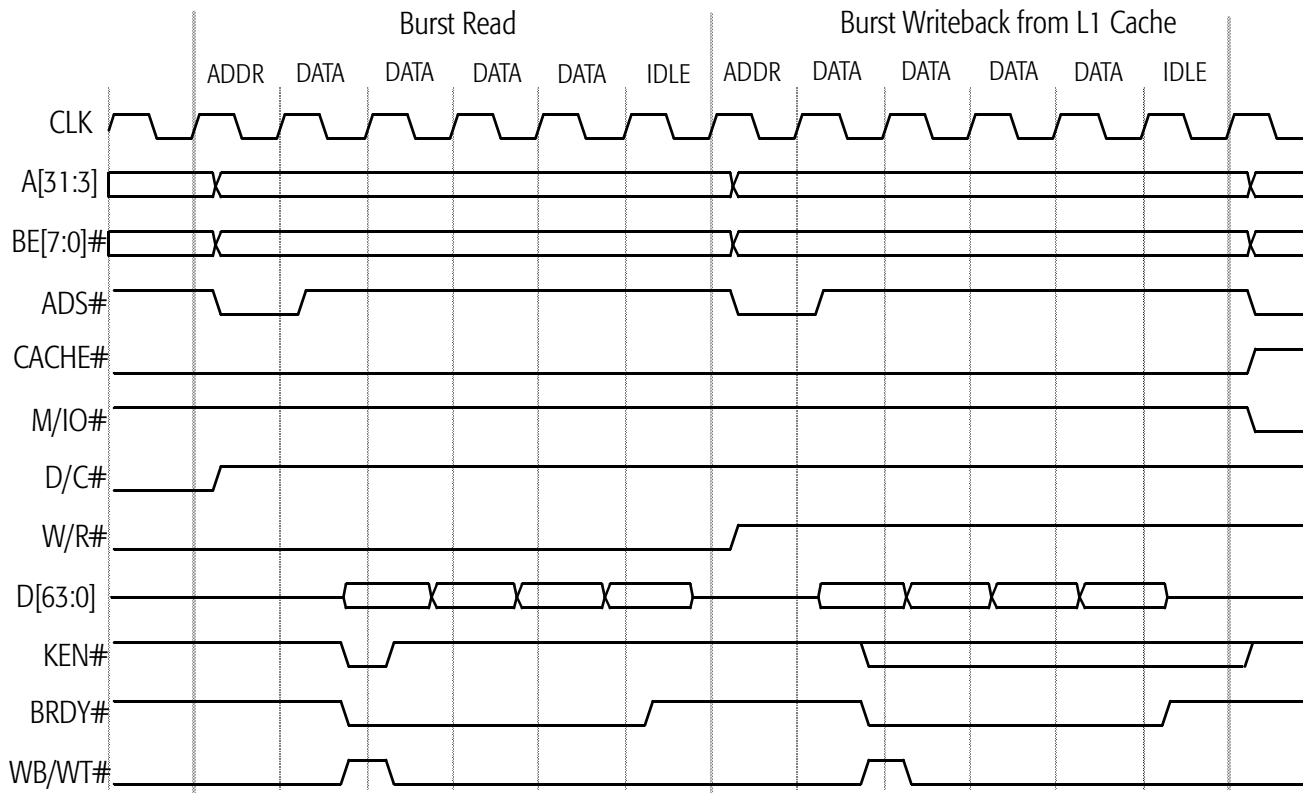 Burst Read Burst Writeback from L1 Cache
ADDR DATA DATA DATA DATA IDLE ADDR DATA DATA DATA DATA IDLE
CLK
A[31:3]
BE[7:0]#
ADS#
CACHE#
M/IO#
D/C#
W/R#
D[63:0]
KEN#
BRDY#
WB/WT#